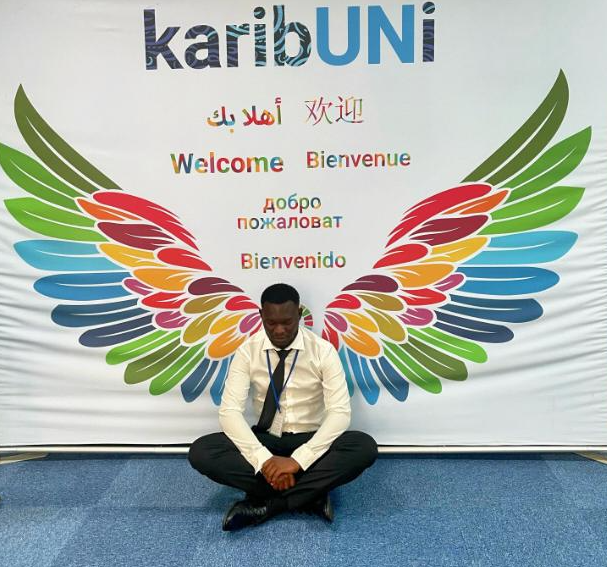 karibUNi
أهلا بك 欢迎
Welcome Bienvenue
добро
пожаловат
Bienvenido